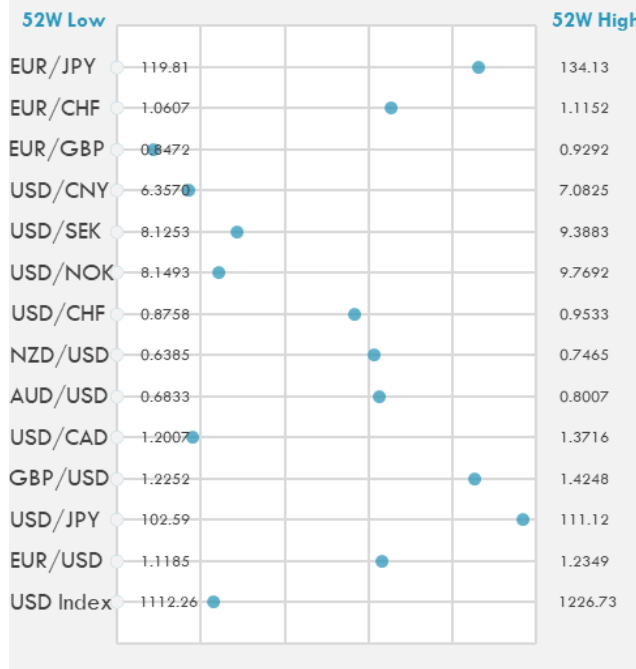 52W Low 52W High
EUR/JPY 119.81 134.13
EUR/CHF 1.0607 1.1152
EUR/GBP 0.8472 0.9292
USD/CNY 6.3570 7.0825
USD/SEK 8.1253 9.3883
USD/NOK 8.1493 9.7692
USD/CHF 0.8758 0.9533
NZD/USD 0.6385 0.7465
AUD/USD 0.6833 0.8007
USD/CAD 1.2007 1.3716
GBP/USD 1.2252 1.4248
USD/JPY 102.59 111.12
EUR/USD 1.1185 1.2349
USD Index 1112.26 1226.73